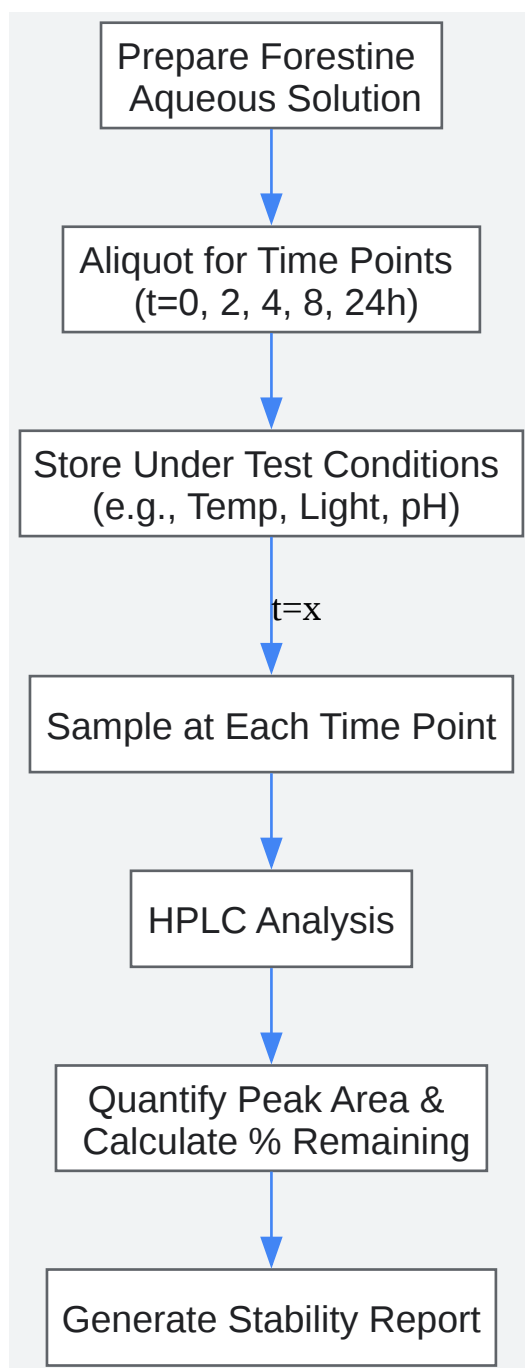 Prepare Forestine
Aqueous Solution
Aliquot for Time Points
(t=0, 2, 4, 8, 24h)
Store Under Test Conditions
(e.g., Temp, Light, pH)
t=x
Sample at Each Time Point
HPLC Analysis
Quantify Peak Area &
Calculate % Remaining
Generate Stability Report